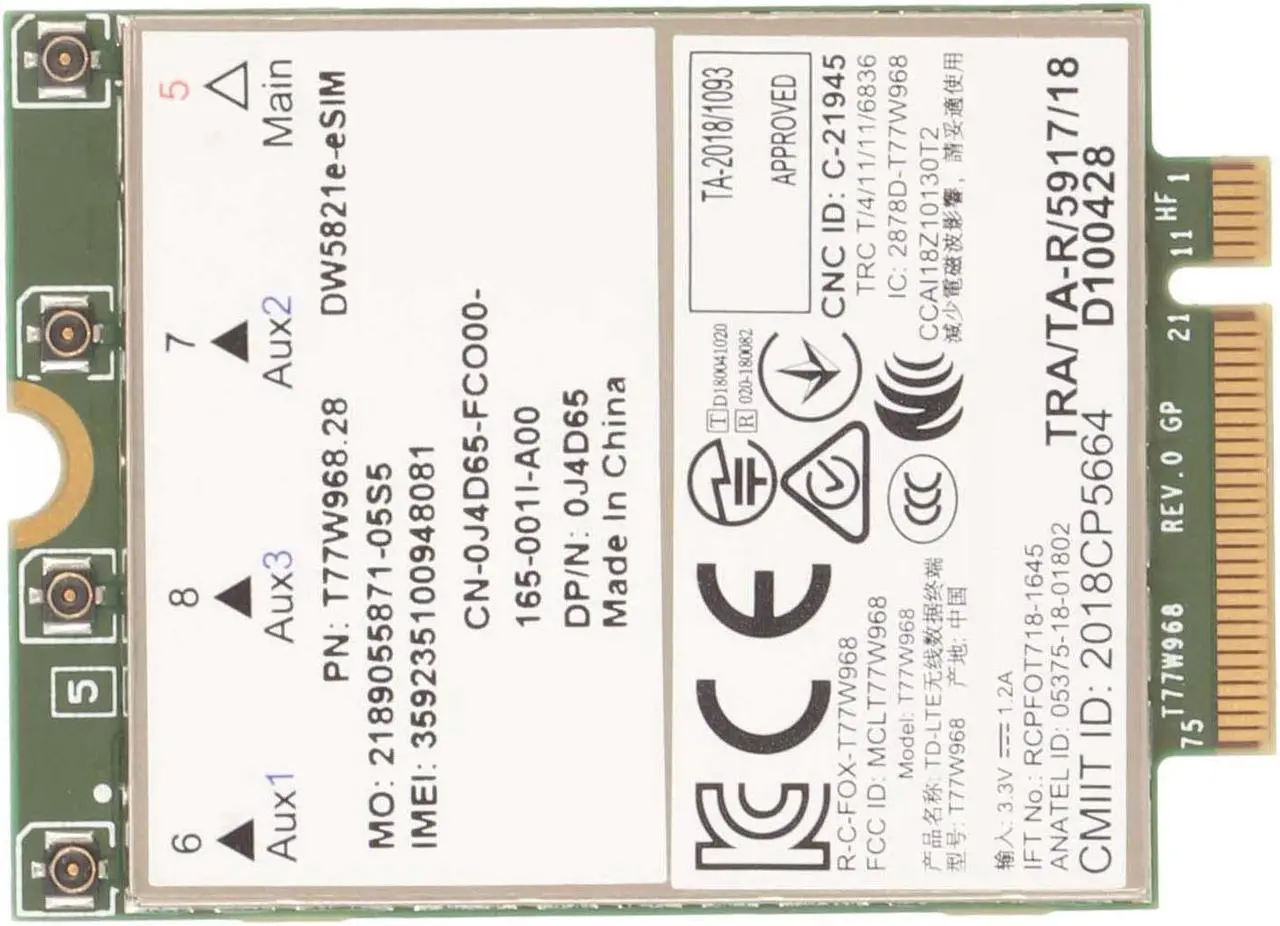 6 8 7 5
Aux1 Aux3 Aux2 Main
PN: T77W968.28 DW5821e-eSIM
MO: 2189055871-05S5
IMEI: 359235100948081
CN-0J4D65-FCO00-
165-001I-A00
DP/N: 0J4D65
Made In China
TA-2018/1093
APPROVED
T D180041020
R 020-180082
CE
CCC
CNC ID: C-21945
TRC T/4/11/11/6836
IC: 2878D-T77W968
CCAI18Z10130T2
減少電磁波影響，請妥適使用
R-C-FOX-T77W968
FCC ID: MCLT77W968
Model: T77W968
产品名称: TD-LTE无线数据终端
型号: T77W968 产地: 中国
输入: 3.3V 1.2A
IFT No.: RCPFOT718-1645
ANATEL ID: 05375-18-01802
CMIIT ID: 2018CP5664
TRA/TA-R/5917/18
D100428
5
T77W968 REV.0 GP
HF
75 21 11 1